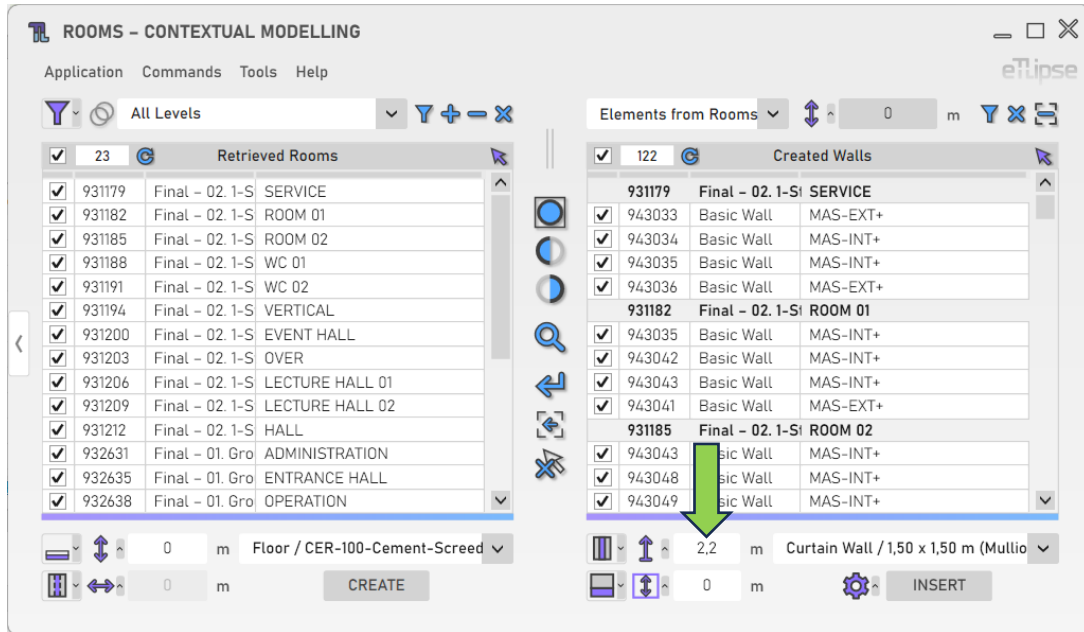 ROOMS – CONTEXTUAL MODELLING
Application Commands Tools Help
eTLipse
All Levels
Elements from Rooms 0 m
23 Retrieved Rooms
931179 Final – 02. 1-S SERVICE
931182 Final – 02. 1-S ROOM 01
931185 Final – 02. 1-S ROOM 02
931188 Final – 02. 1-S WC 01
931191 Final – 02. 1-S WC 02
931194 Final – 02. 1-S VERTICAL
931200 Final – 02. 1-S EVENT HALL
931203 Final – 02. 1-S OVER
931206 Final – 02. 1-S LECTURE HALL 01
931209 Final – 02. 1-S LECTURE HALL 02
931212 Final – 02. 1-S HALL
932631 Final – 01. Gro ADMINISTRATION
932635 Final – 01. Gro ENTRANCE HALL
932638 Final – 01. Gro OPERATION
122 Created Walls
931179 Final – 02. 1-St SERVICE
943033 Basic Wall MAS-EXT+
943034 Basic Wall MAS-INT+
943035 Basic Wall MAS-INT+
943036 Basic Wall MAS-EXT+
931182 Final – 02. 1-St ROOM 01
943035 Basic Wall MAS-INT+
943042 Basic Wall MAS-INT+
943043 Basic Wall MAS-INT+
943041 Basic Wall MAS-EXT+
931185 Final – 02. 1-St ROOM 02
943043 sic Wall MAS-INT+
943048 sic Wall MAS-INT+
943049 sic Wall MAS-INT+
0 m Floor / CER-100-Cement-Screed
0 m CREATE
2,2 m Curtain Wall / 1,50 x 1,50 m (Mullio
0 m INSERT